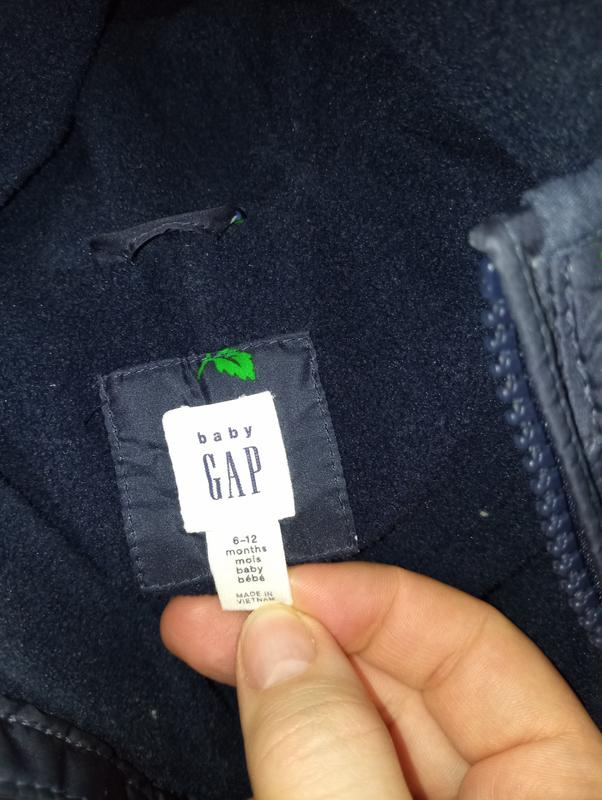 baby
GAP
6-12
months
mois
baby
bébé
MADE IN
VIETNAM